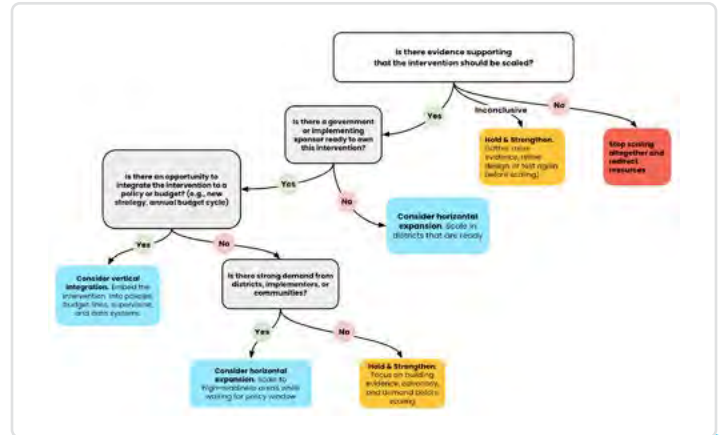 Is there evidence supporting
that the intervention should be scaled?
Yes
Inconclusive
No
Is there a government
or implementing
sponsor ready to own
this intervention?
Hold & Strengthen.
Gather more
evidence, refine
design or test again
before scaling
Stop scaling
altogether and
redirect
resources
Is there an opportunity to
integrate the intervention to a
policy or budget? (e.g., new
strategy, annual budget cycle)
Yes
No
Consider horizontal
expansion. Scale in
districts that are ready
Yes
No
Consider vertical
integration. Embed the
intervention into policies,
budget lines, supervision,
and data systems
Is there strong demand from
districts, implementers, or
communities?
Yes
No
Consider horizontal
expansion. Scale to
high-readiness areas while
waiting for policy window
Hold & Strengthen.
Focus on building
evidence, advocacy,
and demand before
scaling